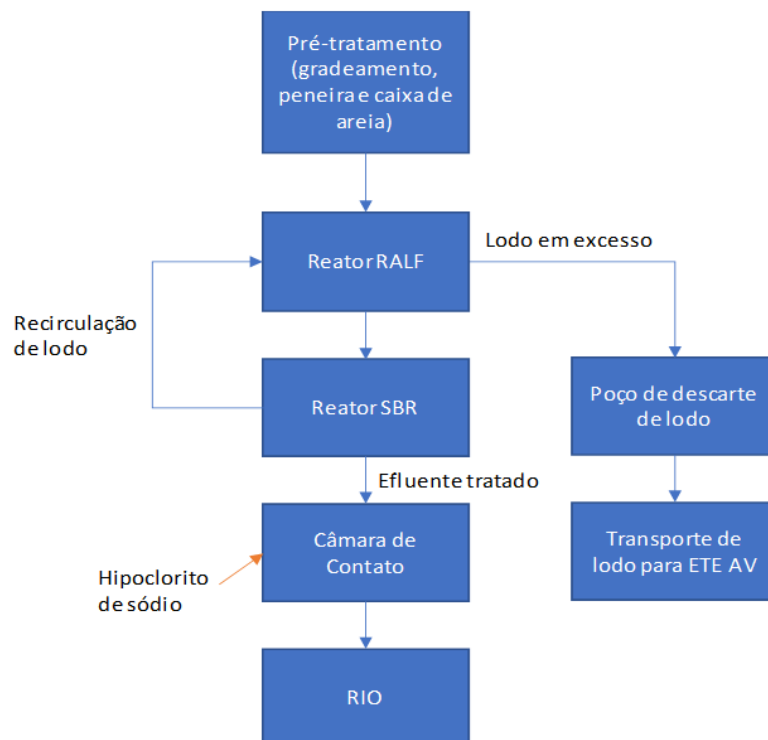 Pré-tratamento
(gradeamento,
peneira e caixa de
areia)
Reator RALF
Lodo em excesso
Recirculação
de lodo
Reator SBR
Poço de descarte
de lodo
Efluente tratado
Câmara de
Contato
Transporte de
lodo para ETE AV
Hipoclorito
de sódio
RIO